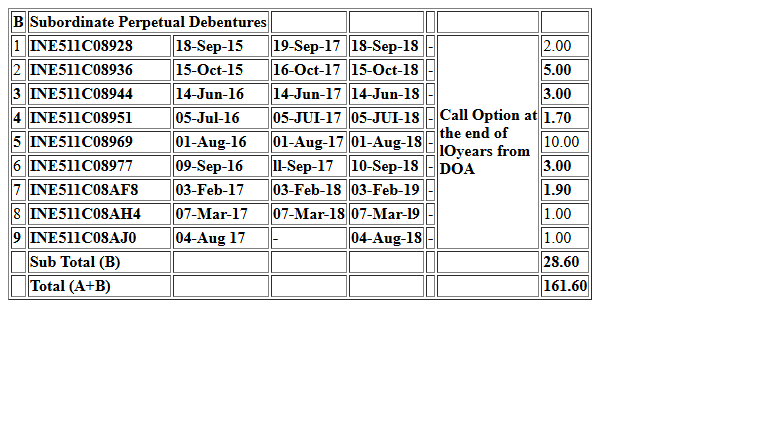 B Subordinate Perpetual Debentures
1 INE511C08928 18-Sep-15 19-Sep-17 18-Sep-18 - 2.00
2 INE511C08936 15-Oct-15 16-Oct-17 15-Oct-18 - 5.00
3 INE511C08944 14-Jun-16 14-Jun-17 14-Jun-18 - 3.00
4 INE511C08951 05-Jul-16 05-JUI-17 05-JUI-18 - Call Option at 1.70
the end of
5 INE511C08969 01-Aug-16 01-Aug-17 01-Aug-18 - 10.00
lOyears from
6 INE511C08977 09-Sep-16 ll-Sep-17 10-Sep-18 - DOA 3.00
7 INE511C08AF8 03-Feb-17 03-Feb-18 03-Feb-19 - 1.90
8 INE511C08AH4 07-Mar-17 07-Mar-18 07-Mar-l9 - 1.00
9 INE511C08AJ0 04-Aug 17 - 04-Aug-18 - 1.00
Sub Total (B) 28.60
Total (A+B) 161.60